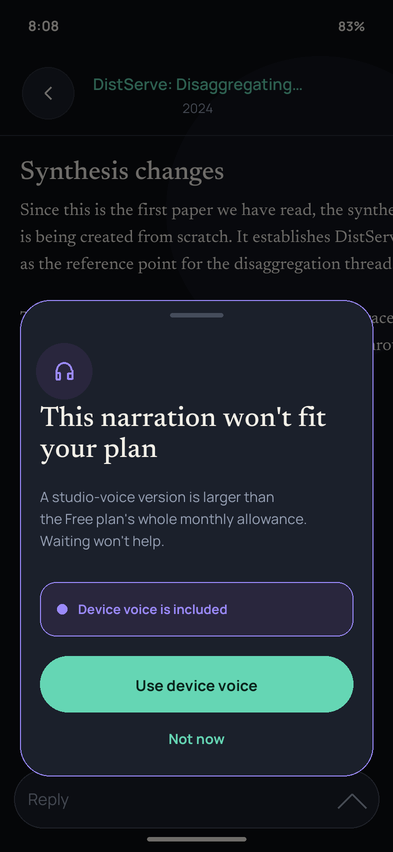 8:08
83%
DistServe: Disaggregating...
2024
Synthesis changes
Since this is the first paper we have read, the synthe
is being created from scratch. It establishes DistServ
as the reference point for the disaggregation thread
This narration won't fit
your plan
A studio-voice version is larger than
the Free plan's whole monthly allowance.
Waiting won't help.
Device voice is included
Use device voice
Not now
Reply